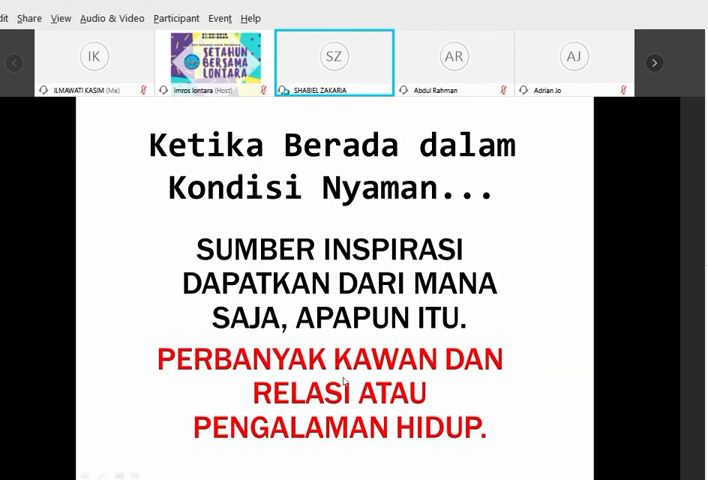 dit Share View Audio & Video Participant Event Help
IK
SETAHUN
BERSAMA
LONTARA
SZ
AR
AJ
ILMAWATI KASIM (Me)
Imros lontara (Host)
SHABIEL ZAKARIA
Abdul Rahman
Adrian Jo
Ketika Berada dalam
Kondisi Nyaman...
SUMBER INSPIRASI
DAPATKAN DARI MANA
SAJA, APAPUN ITU.
PERBANYAK KAWAN DAN
RELASI ATAU
PENGALAMAN HIDUP.